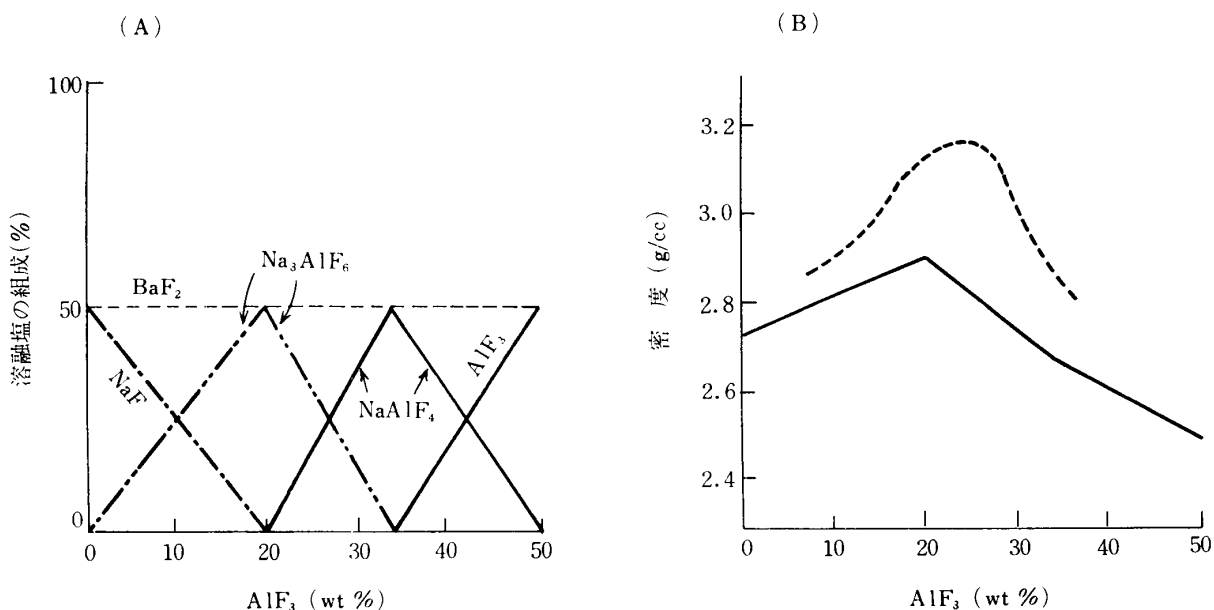 (A)
溶融塩の組成(%)
100
50
0
BaF₂
Na₃AlF₆
NaF
NaAlF₄
AlF₃
0 10 20 30 40 50
AlF₃ (wt %)
(B)
密度 (g/cc)
3.2
3.0
2.8
2.6
2.4
0 10 20 30 40 50
AlF₃ (wt %)